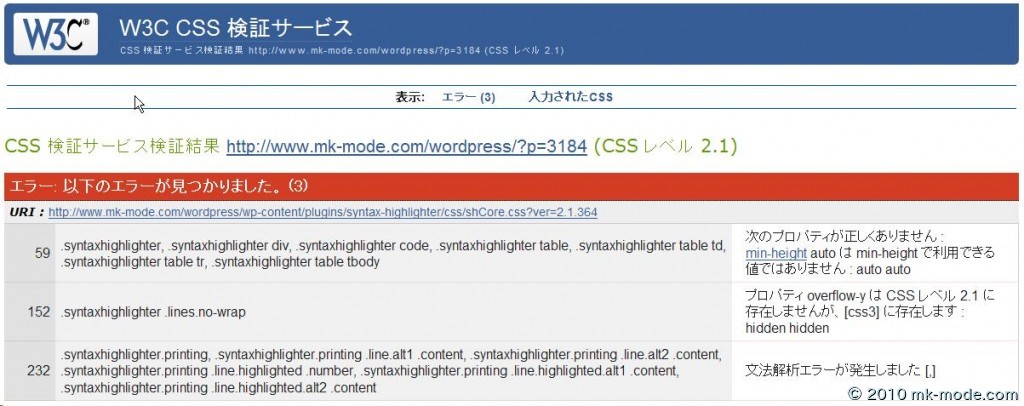 W3C® W3C CSS 検証サービス
CSS 検証サービス検証結果 http://www.mk-mode.com/wordpress/?p=3184 (CSS レベル 2.1)
表示: エラー (3) 入力されたCSS
CSS 検証サービス検証結果 http://www.mk-mode.com/wordpress/?p=3184 (CSS レベル 2.1)
エラー: 以下のエラーが見つかりました。 (3)
URI : http://www.mk-mode.com/wordpress/wp-content/plugins/syntax-highlighter/css/shCore.css?ver=2.1.364
59
.syntaxhighlighter, .syntaxhighlighter div, .syntaxhighlighter code, .syntaxhighlighter table, .syntaxhighlighter table td,
.syntaxhighlighter table tr, .syntaxhighlighter table tbody
次のプロパティが正しくありません :
min-height auto は min-height で利用できる
値ではありません : auto auto
152
.syntaxhighlighter .lines.no-wrap
プロパティ overflow-y は CSS レベル 2.1 に
存在しませんが、[css3] に存在します :
hidden hidden
232
.syntaxhighlighter.printing, .syntaxhighlighter.printing .line.alt1 .content, .syntaxhighlighter.printing .line.alt2 .content,
.syntaxhighlighter.printing .line.highlighted .number, .syntaxhighlighter.printing .line.highlighted.alt1 .content,
.syntaxhighlighter.printing .line.highlighted.alt2 .content
文法解析エラーが発生しました [,]
© 2010 mk-mode.com